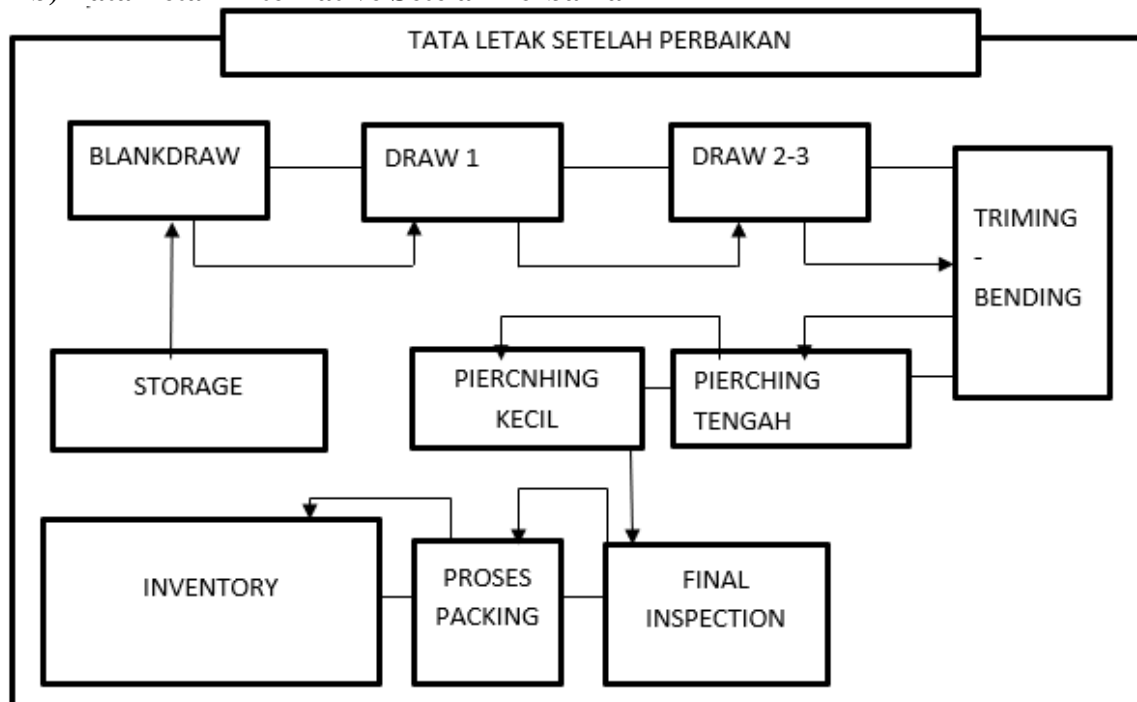 TATA LETAK SETELAH PERBAIKAN
BLANKDRAW
DRAW 1
DRAW 2-3
TRIMING
-
BENDING
STORAGE
PIERCNHING
KECIL
PIERCHING
TENGAH
INVENTORY
PROSES
PACKING
FINAL
INSPECTION